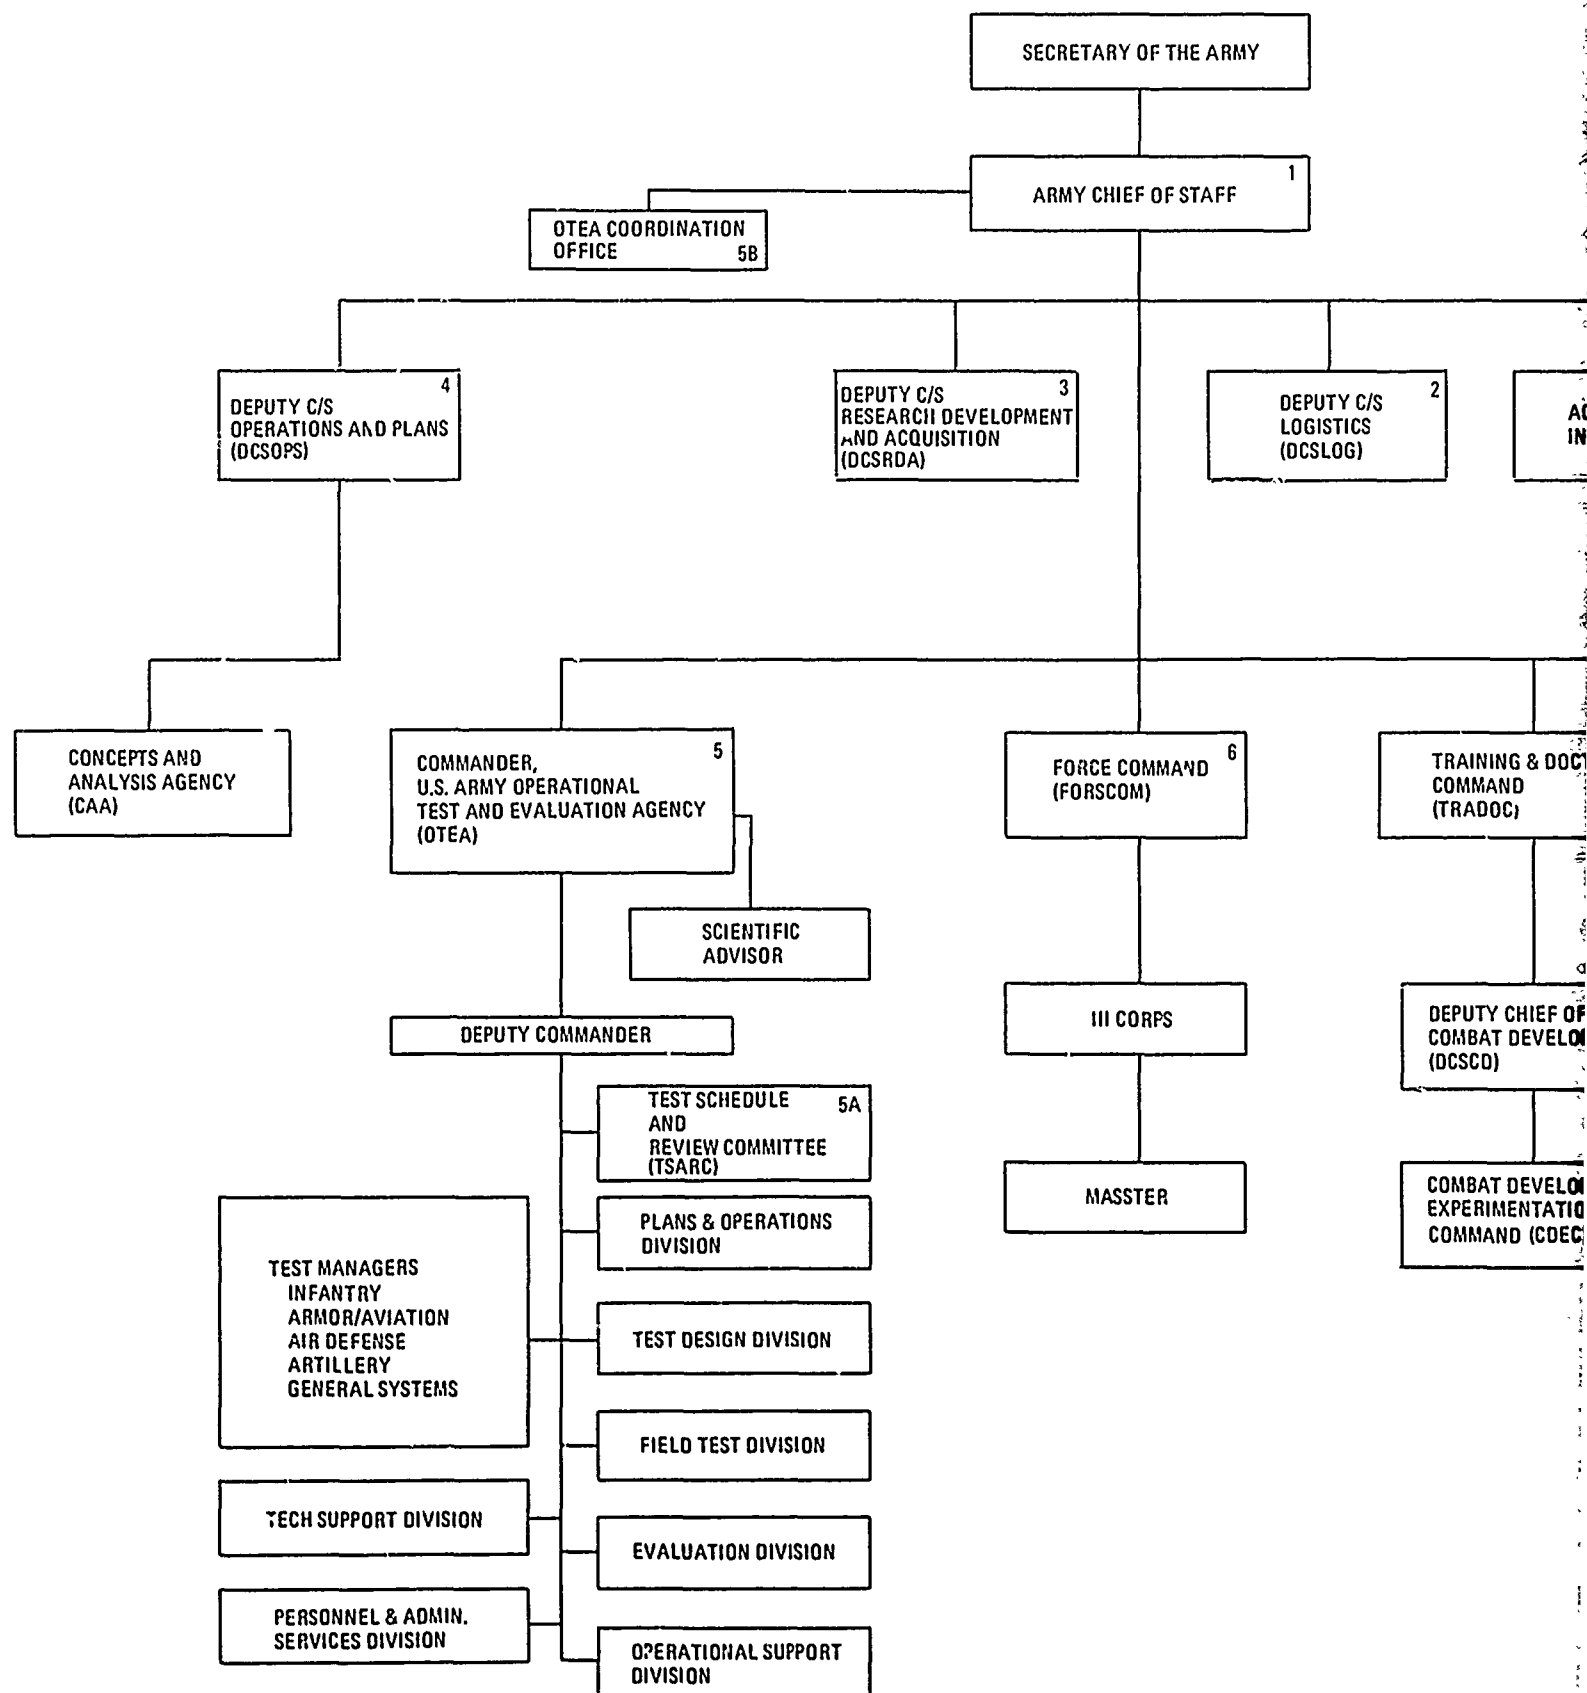 SECRETARY OF THE ARMY
1
ARMY CHIEF OF STAFF
OTEA COORDINATION
OFFICE 5B
4
DEPUTY C/S
OPERATIONS AND PLANS
(DCSOPS)
3
DEPUTY C/S
RESEARCH DEVELOPMENT
AND ACQUISITION
(DCSRDA)
2
DEPUTY C/S
LOGISTICS
(DCSLOG)
CONCEPTS AND
ANALYSIS AGENCY
(CAA)
5
COMMANDER,
U.S. ARMY OPERATIONAL
TEST AND EVALUATION AGENCY
(OTEA)
6
FORCE COMMAND
(FORSCOM)
TRAINING &
COMMAND
(TRADOC)
SCIENTIFIC
ADVISOR
DEPUTY COMMANDER
III CORPS
DEPUTY CHIEF OF
COMBAT
(DCSCD)
TEST SCHEDULE 5A
AND
REVIEW COMMITTEE
(TSARC)
MASSTER
COMBAT
COMMAND (CDEC
PLANS & OPERATIONS
DIVISION
TEST MANAGERS
INFANTRY
ARMOR/AVIATION
AIR DEFENSE
ARTILLERY
GENERAL SYSTEMS
TEST DESIGN DIVISION
FIELD TEST DIVISION
TECH SUPPORT DIVISION
EVALUATION DIVISION
PERSONNEL & ADMIN.
SERVICES DIVISION
OPERATIONAL SUPPORT
DIVISION